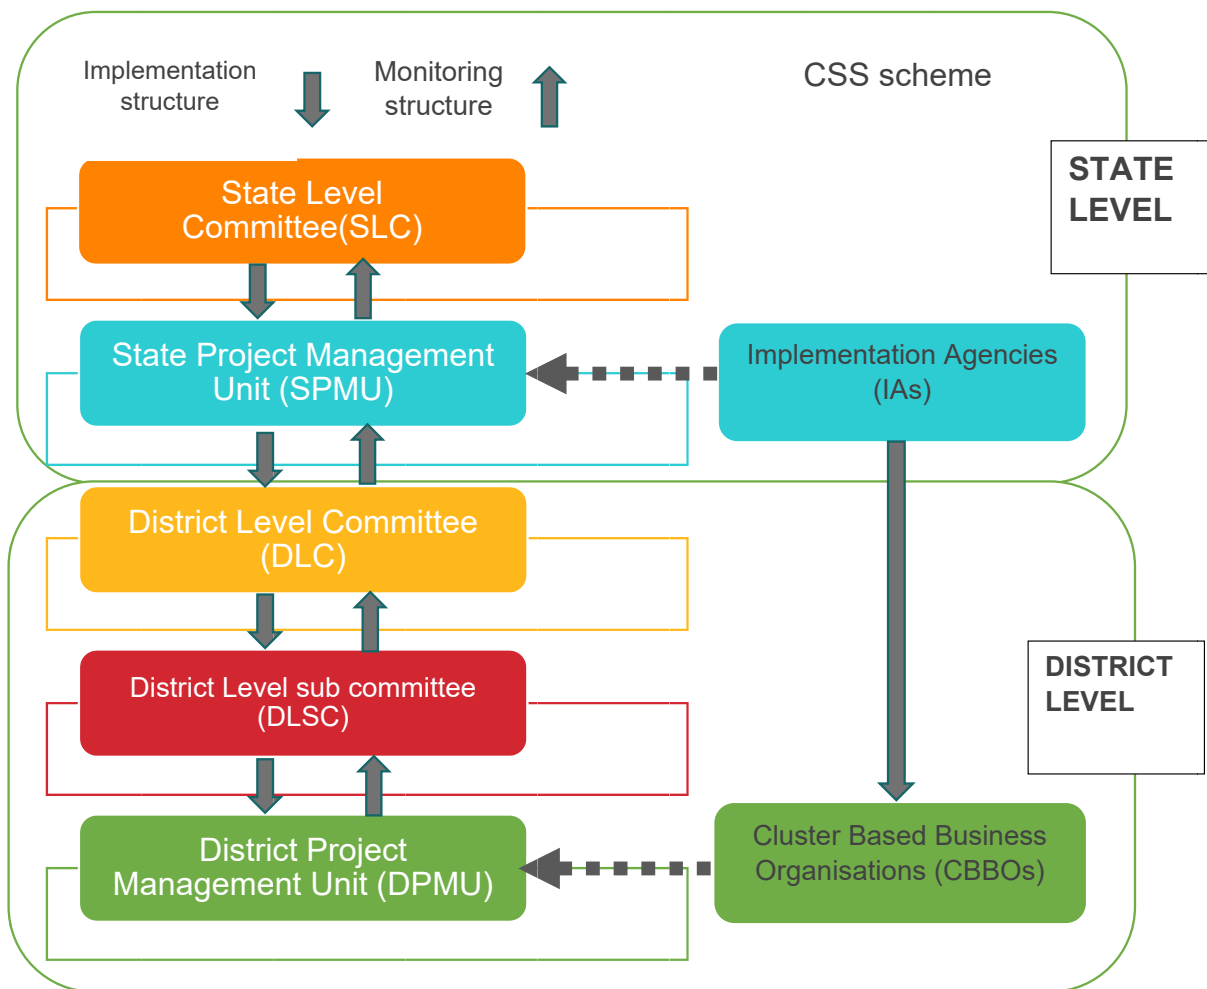 Implementation
structure
Monitoring
structure
CSS scheme
STATE
LEVEL
State Level
Committee(SLC)
State Project Management
Unit (SPMU)
Implementation Agencies
(IAs)
District Level Committee
(DLC)
DISTRICT
LEVEL
District Level sub committee
(DLSC)
District Project
Management Unit (DPMU)
Cluster Based Business
Organisations (CBBOs)